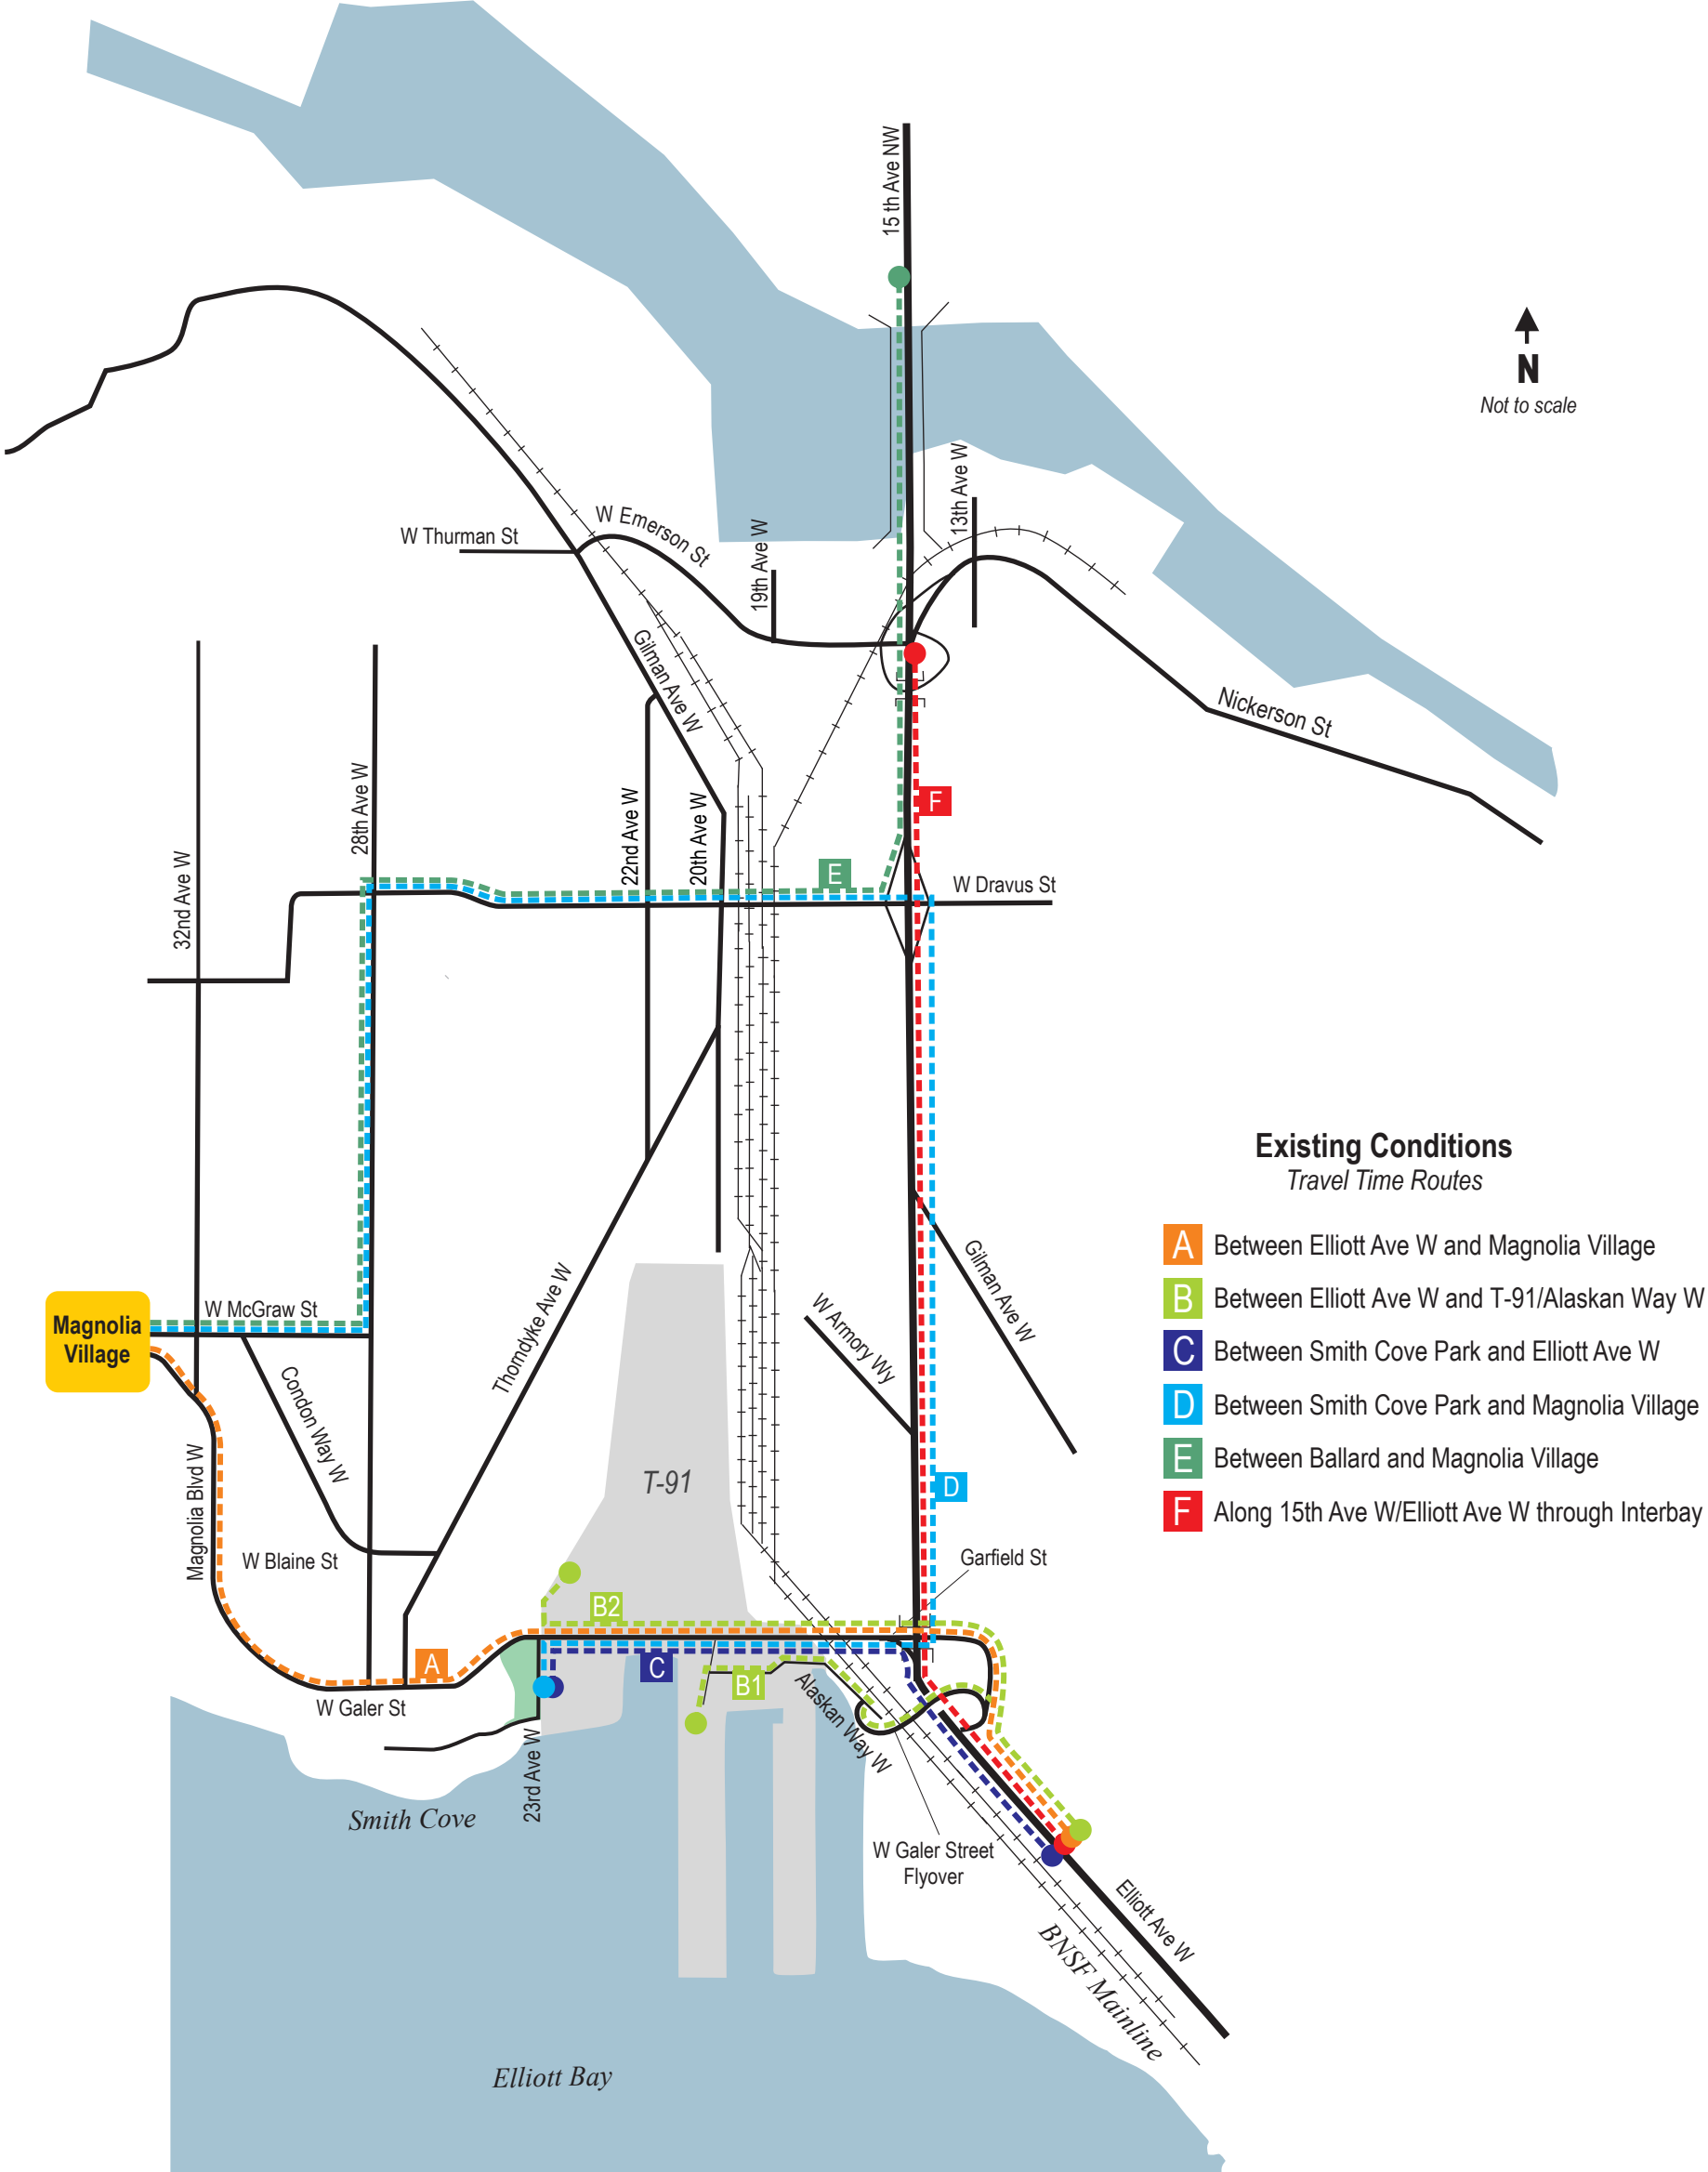 15 th Ave NW
N
Not to scale
13th Ave W
W Emerson St
W Thurman St
19th Ave W
Gilman Ave W
Nickerson St
28th Ave W
22nd Ave W
20th Ave W
F
32nd Ave W
E
W Dravus St
Existing Conditions
Travel Time Routes
A Between Elliott Ave W and Magnolia Village
B Between Elliott Ave W and T-91/Alaskan Way W
C Between Smith Cove Park and Elliott Ave W
D Between Smith Cove Park and Magnolia Village
E Between Ballard and Magnolia Village
F Along 15th Ave W/Elliott Ave W through Interbay
Gilman Ave W
W McGraw St
Magnolia
Village
Thorndyke Ave W
W Armory Wy
Condon Way W
Magnolia Blvd W
T-91
D
W Blaine St
Garfield St
B2
A
C
B1
W Galer St
Alaskan Way W
23rd Ave W
Smith Cove
W Galer Street
Flyover
Elliott Ave W
BNSF Mainline
Elliott Bay